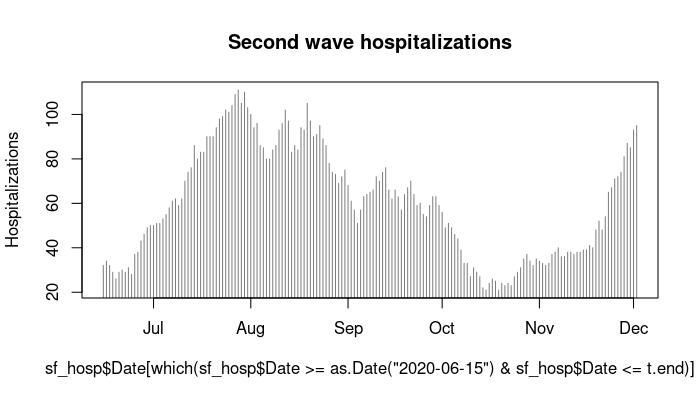 Second wave hospitalizations
Hospitalizations
100
80
60
40
20
Jul Aug Sep Oct Nov Dec
sf_hosp$Date[which(sf_hosp$Date >= as.Date("2020-06-15") & sf_hosp$Date <= t.end)]